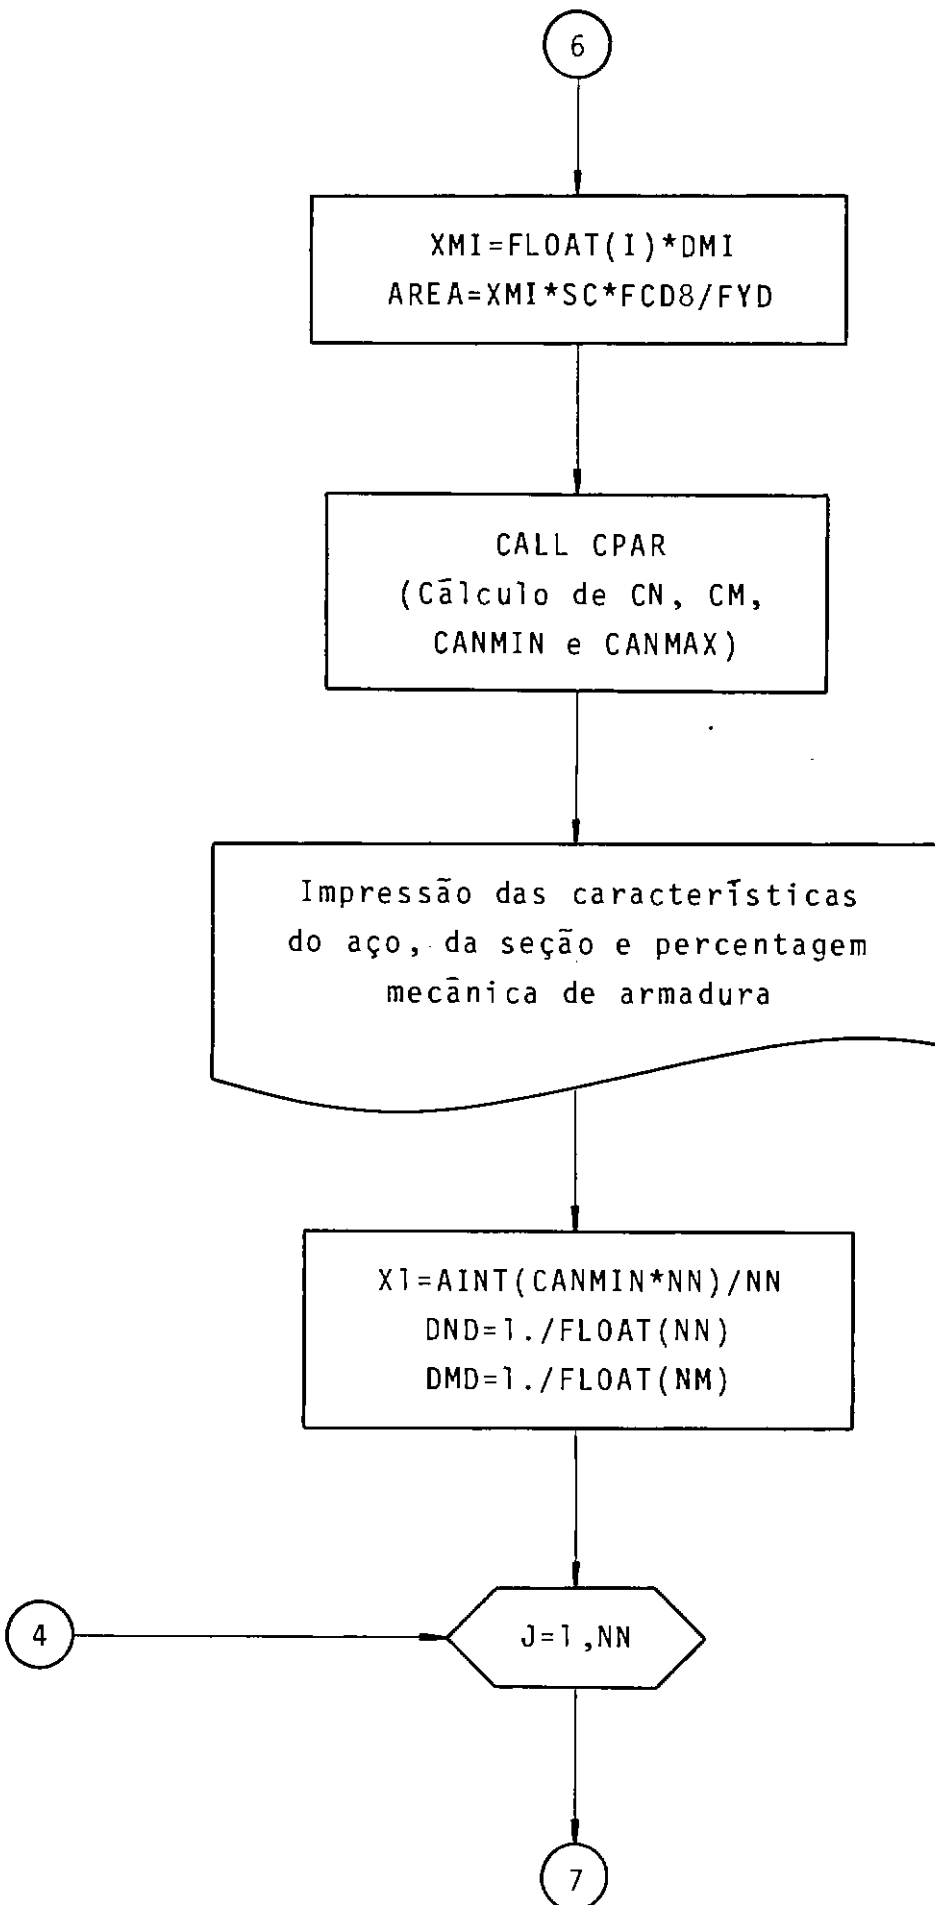 6
XMI=FLOAT(I)*DMI
AREA=XMI*SC*FCD8/FYD
CALL CPAR
(Cālculo de CN, CM,
CANMIN e CANMAX)
Impressão das caracterīsticas
do aço, da seção e percentagem
mecânica de armadura
X1=AINT(CANMIN*NN)/NN
DND=1./FLOAT(NN)
DMD=1./FLOAT(NM)
4
J=1,NN
7